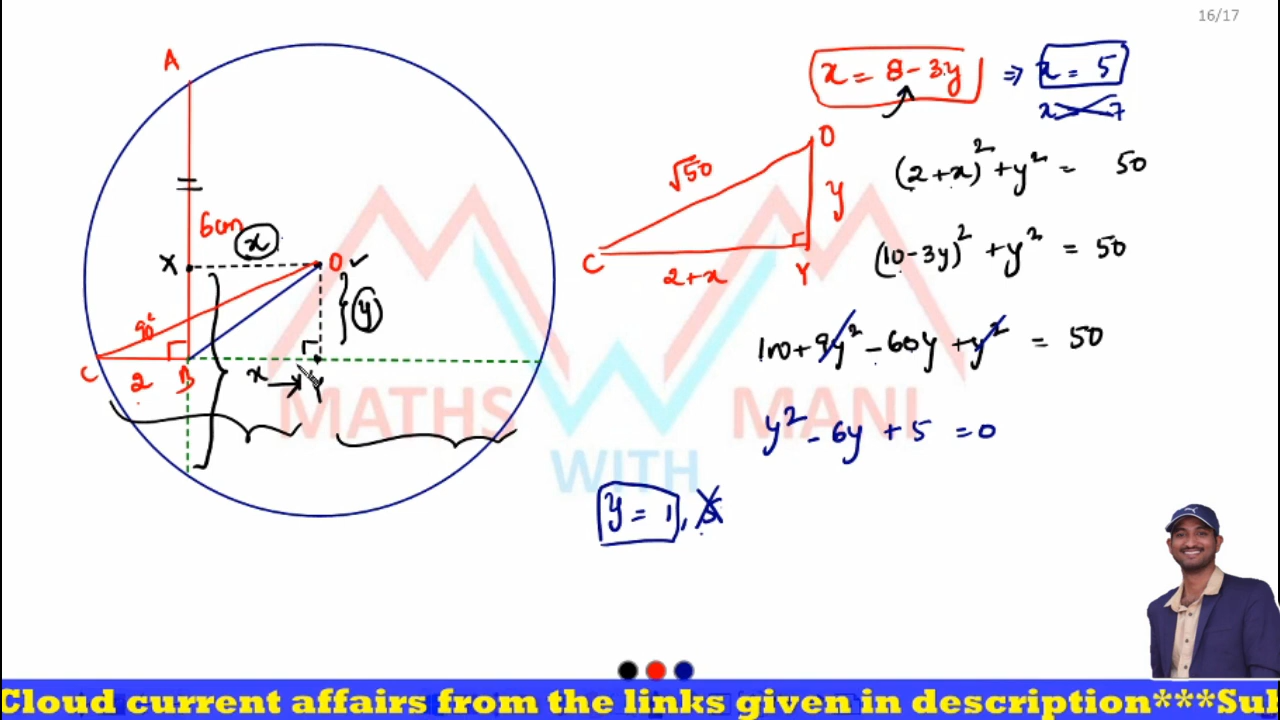 16/17
A
x = 8 - 3y ⇒ x = 5
x = 7
O
√50
y
(2+x)² + y² = 50
6cm
x
X
O
C
2+x
Y
(10-3y)² + y² = 50
90°
y
100 + 9y² - 60y + y² = 50
C
2
B
x
Y
MATHS MANI
WITH
y² - 6y + 5 = 0
y = 1, 5
Cloud current affairs from the links given in description***Sul